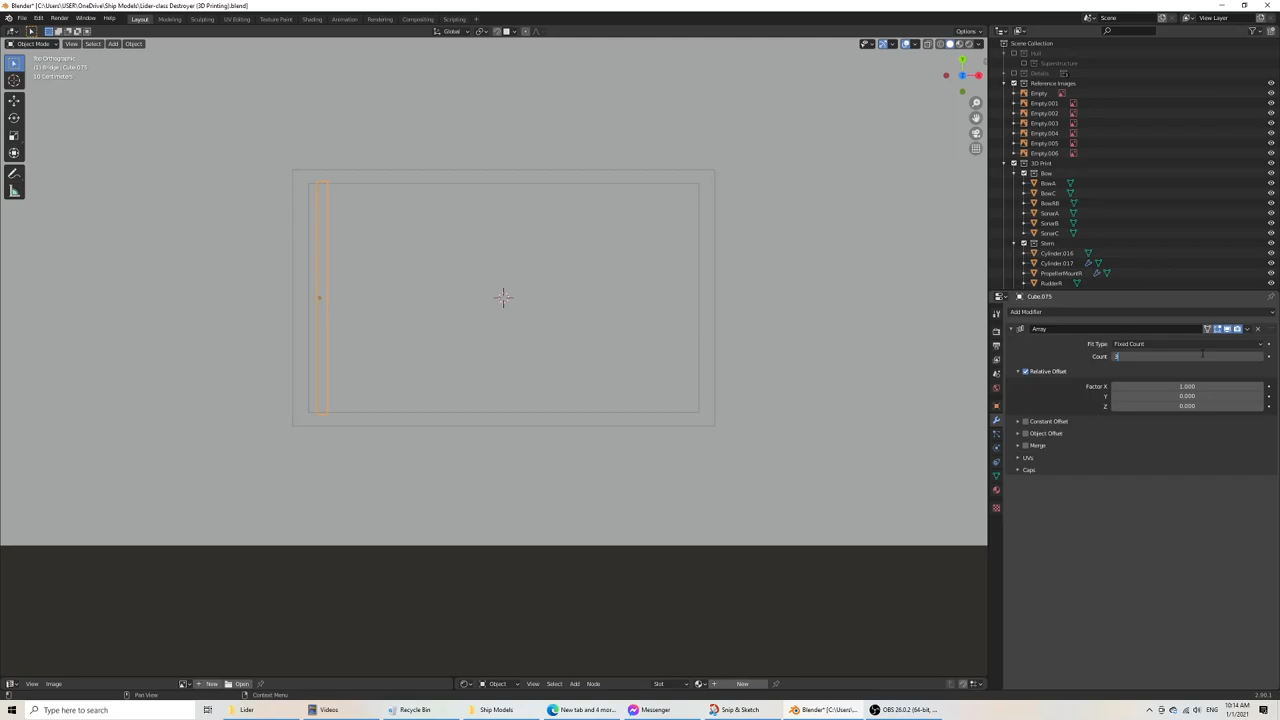 Blender* [C:\Users\USER\OneDrive\Ship Models\Lider-class Destroyer (3D Printing).blend]
File Edit Render Window Help Layout Modeling Sculpting UV Editing Texture Paint Shading Animation Rendering Compositing Scripting + Scene View Layer
Global Options
Object Mode View Select Add Object
Top Orthographic
(1) Bridge | Cube.075
10 Centimeters
Scene Collection
Hull
Superstructure
Details
Reference Images
Empty
Empty.001
Empty.002
Empty.003
Empty.004
Empty.005
Empty.006
3D Print
Bow
BowA
BowC
BowRB
SonarA
SonarB
SonarC
Stern
Cylinder.016
Cylinder.017
PropellerMountR
RudderR
Cube.075
Add Modifier
Array
Fit Type Fixed Count
Count
Relative Offset
Factor X 1.000
Y 0.000
Z 0.000
Constant Offset
Object Offset
Merge
UVs
Caps
View Image + New Open Object View Select Add Node Slot + New
Pan View Context Menu 2.90.1
Type here to search Lider Videos Recycle Bin Ship Models New tab and 4 mor... Messenger Snip & Sketch Blender* [C:\Users\... OBS 26.0.2 (64-bit, ... ENG 10:14 AM
1/1/2021